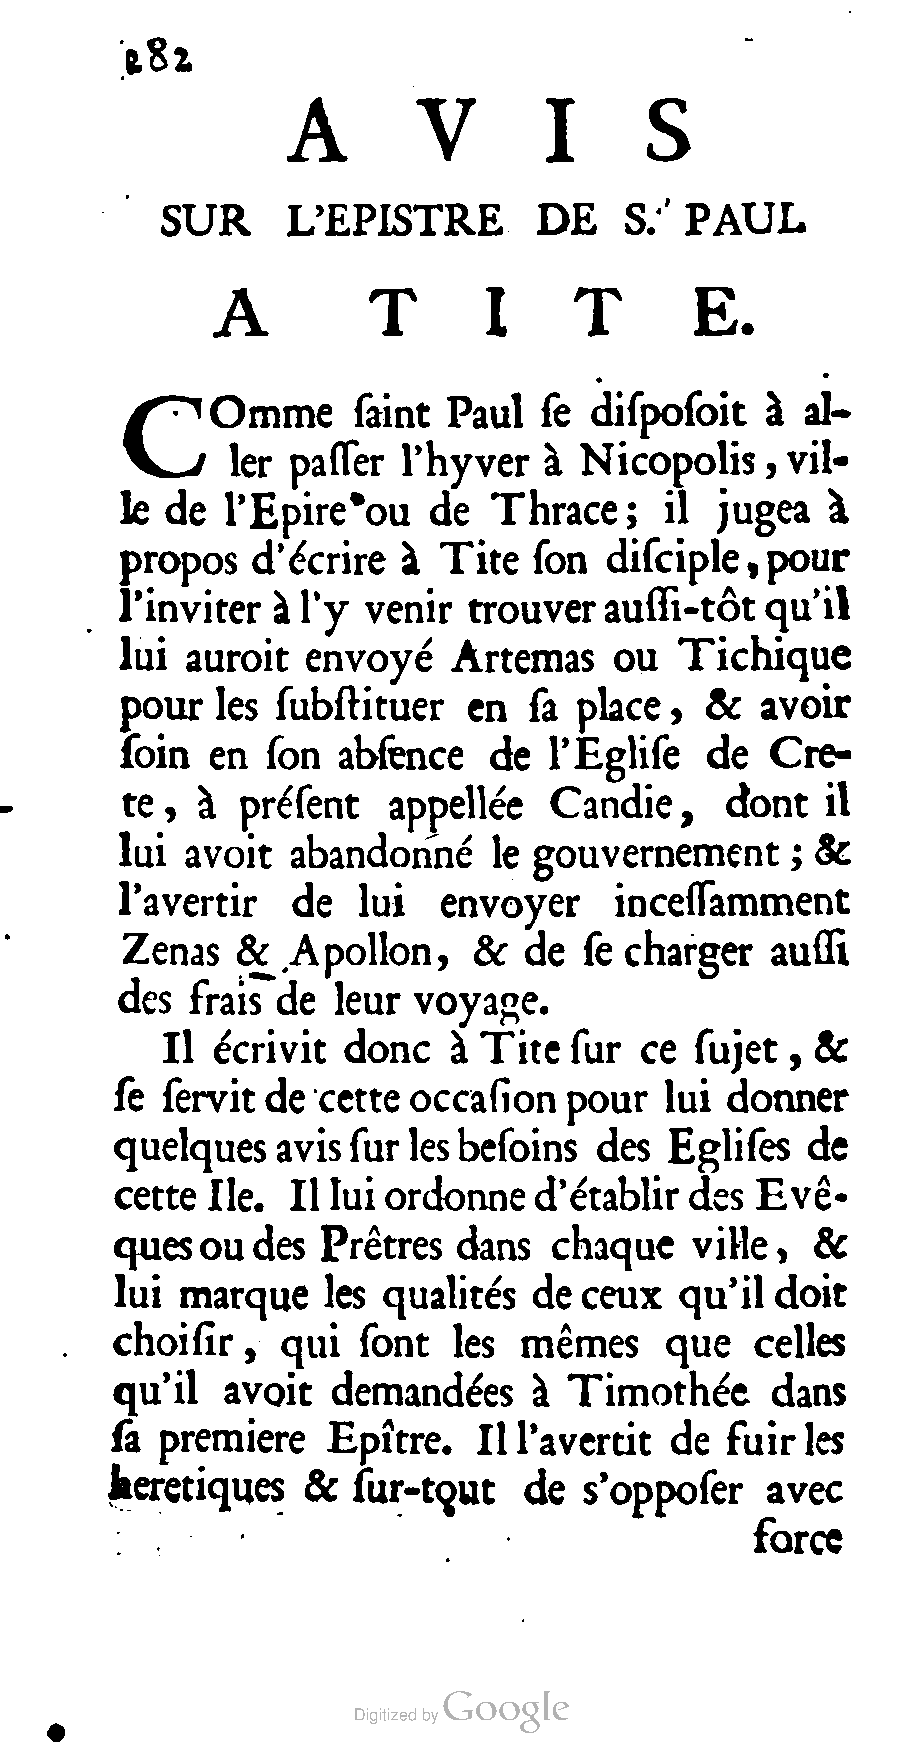 282
A V I S
SUR L'EPISTRE DE S. PAUL
A T I T E.
COmme ſaint Paul ſe diſpoſoit à al-
ler paſſer l'hyver à Nicopolis, vil-
le de l'Epire ou de Thrace; il jugea à
propos d'écrire à Tite ſon diſciple, pour
l'inviter à l'y venir trouver auſſi-tôt qu'il
lui auroit envoyé Artemas ou Tichique
pour les ſubſtituer en ſa place, & avoir
ſoin en ſon abſence de l'Egliſe de Cre-
te, à préſent appellée Candie, dont il
lui avoit abandonné le gouvernement; &
l'avertir de lui envoyer inceſſamment
Zenas & Apollon, & de ſe charger auſſi
des frais de leur voyage.
Il écrivit donc à Tite ſur ce ſujet, &
ſe ſervit de cette occaſion pour lui donner
quelques avis ſur les beſoins des Egliſes de
cette Ile. Il lui ordonne d'établir des Evê-
ques ou des Prêtres dans chaque ville, &
lui marque les qualités de ceux qu'il doit
choiſir, qui ſont les mêmes que celles
qu'il avoit demandées à Timothée dans
ſa premiere Epître. Il l'avertit de fuir les
heretiques & ſur-tout de s'oppoſer avec
force
Digitized by Google